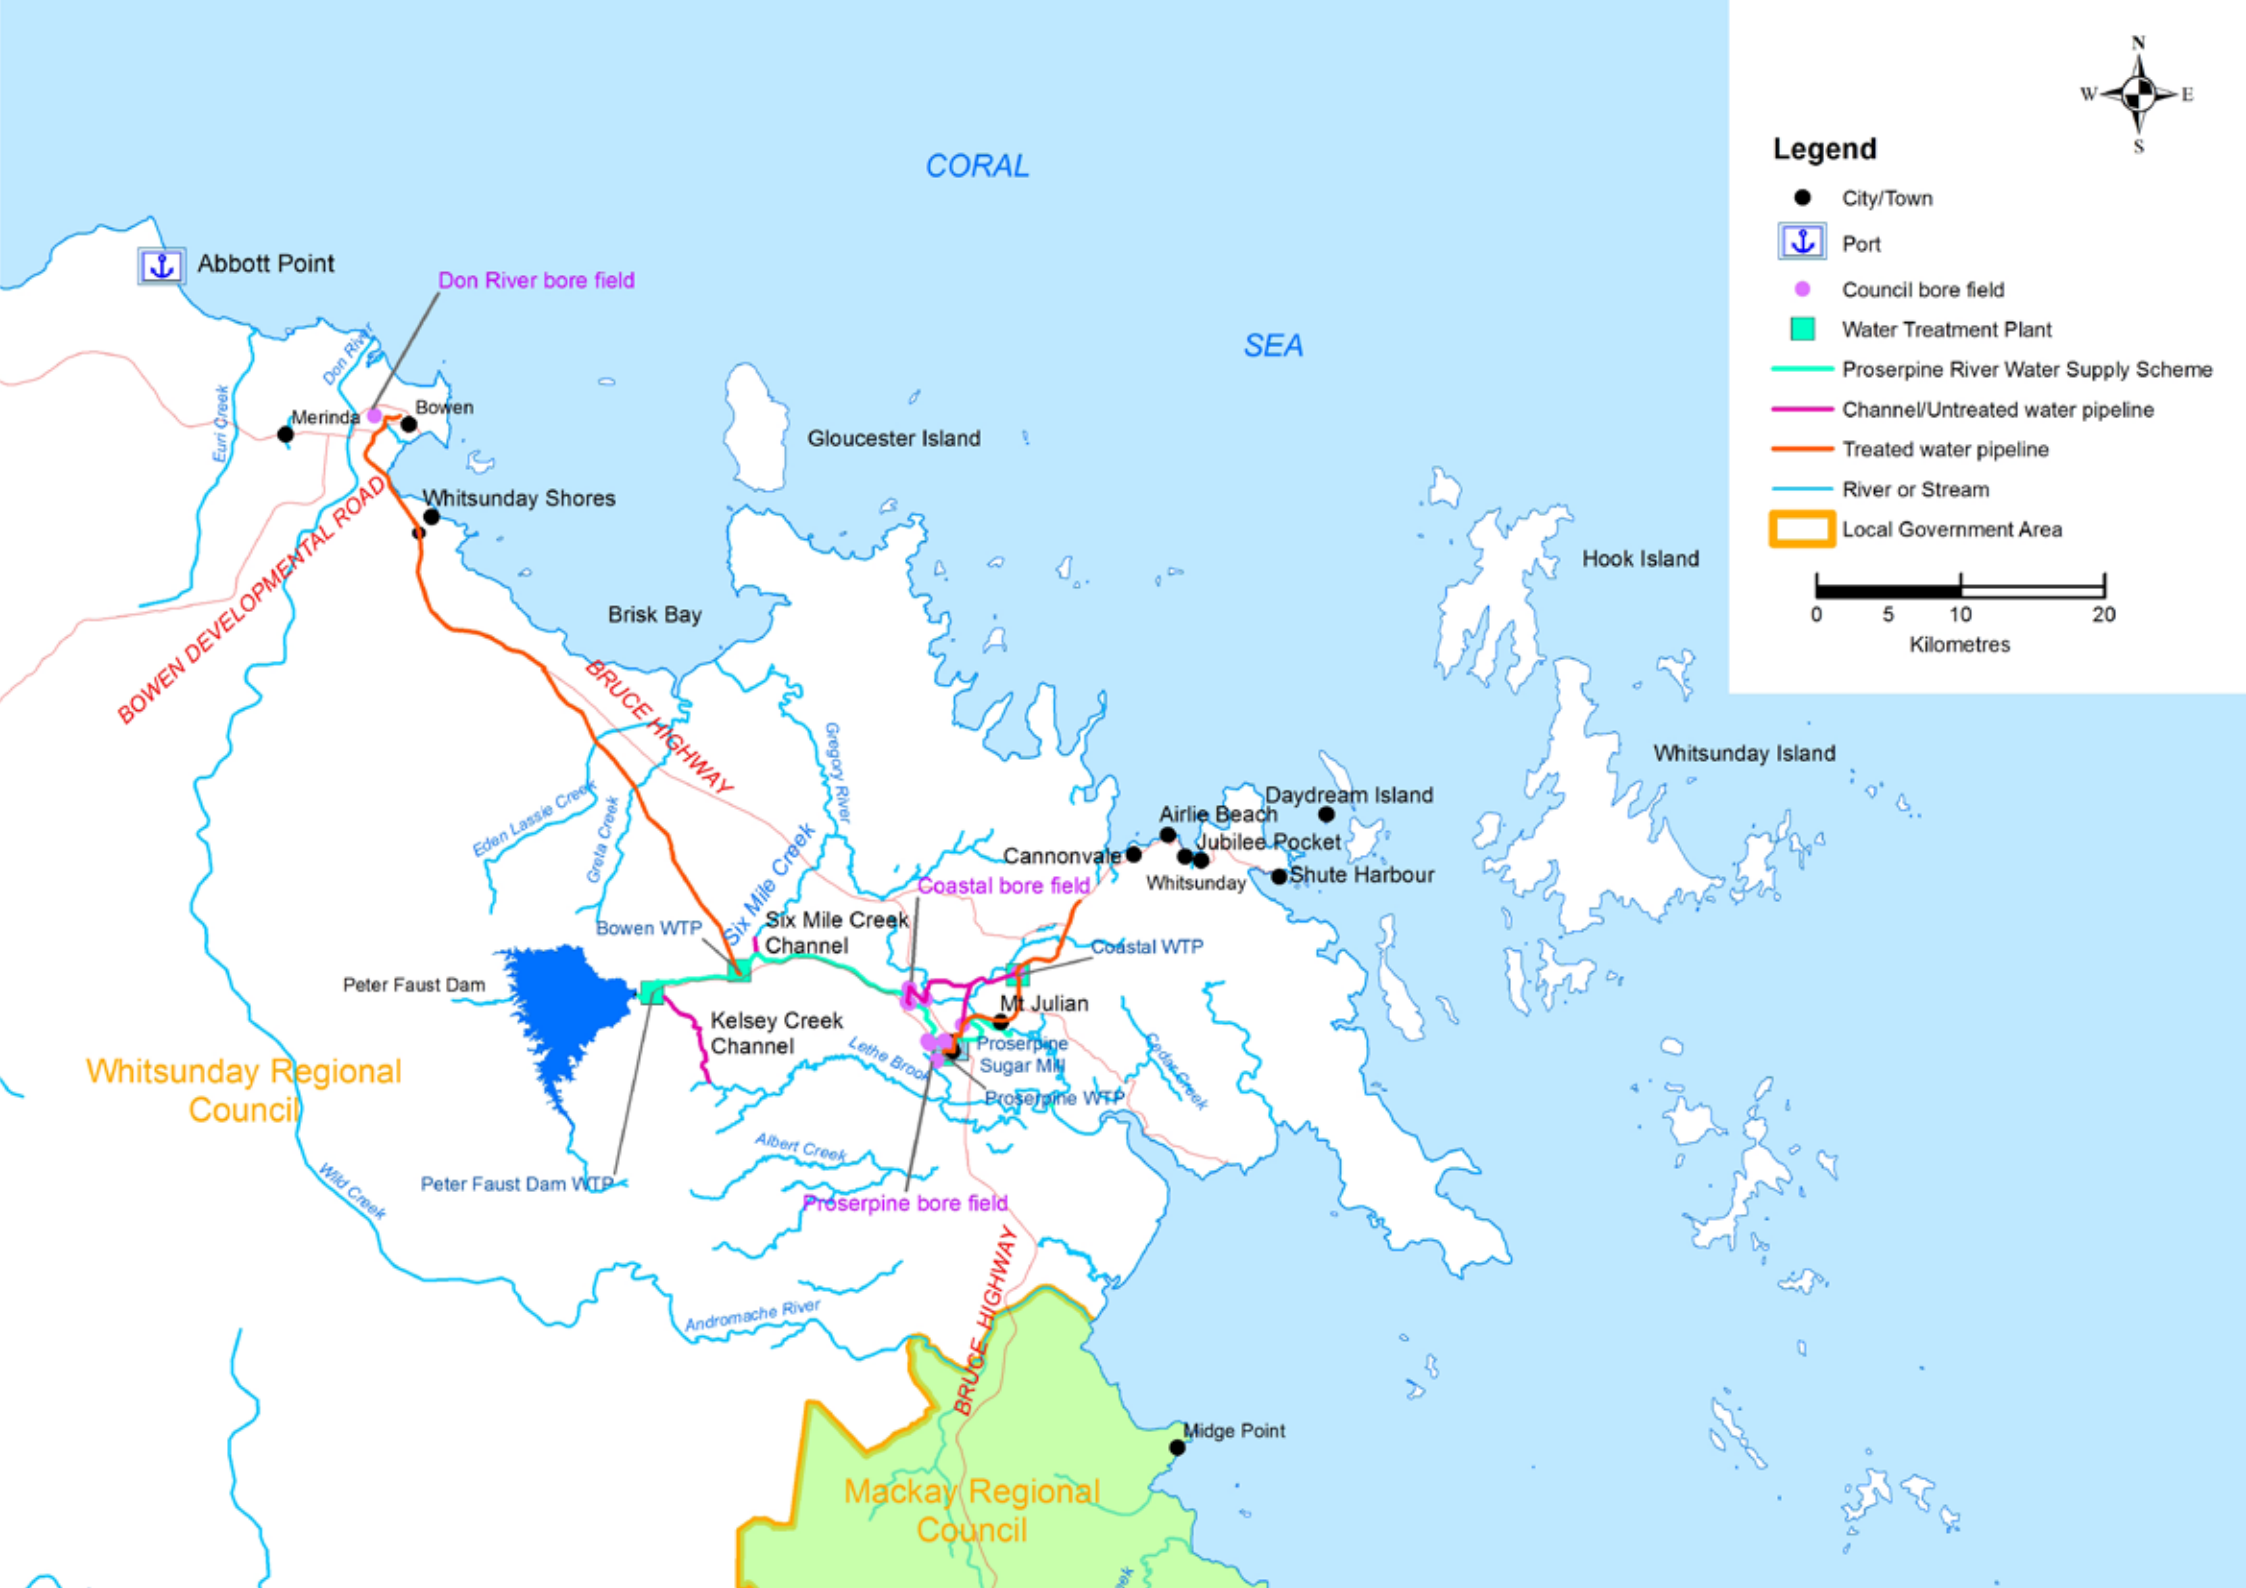 N
W E
S
Legend
City/Town
Port
Council bore field
Water Treatment Plant
Proserpine River Water Supply Scheme
Channel/Untreated water pipeline
Treated water pipeline
River or Stream
Local Government Area
0 5 10 20
Kilometres
CORAL
SEA
Abbott Point
Don River bore field
Don River
Euri Creek
Merinda
Bowen
Gloucester Island
Whitsunday Shores
BOWEN DEVELOPMENTAL ROAD
Hook Island
Brisk Bay
BRUCE HIGHWAY
Whitsunday Island
Gregory River
Eden Lassie Creek
Greta Creek
Daydream Island
Airlie Beach
Jubilee Pocket
Cannonvale
Whitsunday
Shute Harbour
Six Mile Creek
Coastal bore field
Six Mile Creek
Channel
Bowen WTP
Coastal WTP
Peter Faust Dam
Mt Julian
Kelsey Creek
Channel
Lethe Brook
Proserpine
Sugar Mill
Cedar Creek
Whitsunday Regional
Council
Proserpine WTP
Albert Creek
Wild Creek
Peter Faust Dam WTP
Proserpine bore field
BRUCE HIGHWAY
Andromache River
Midge Point
Mackay Regional
Council